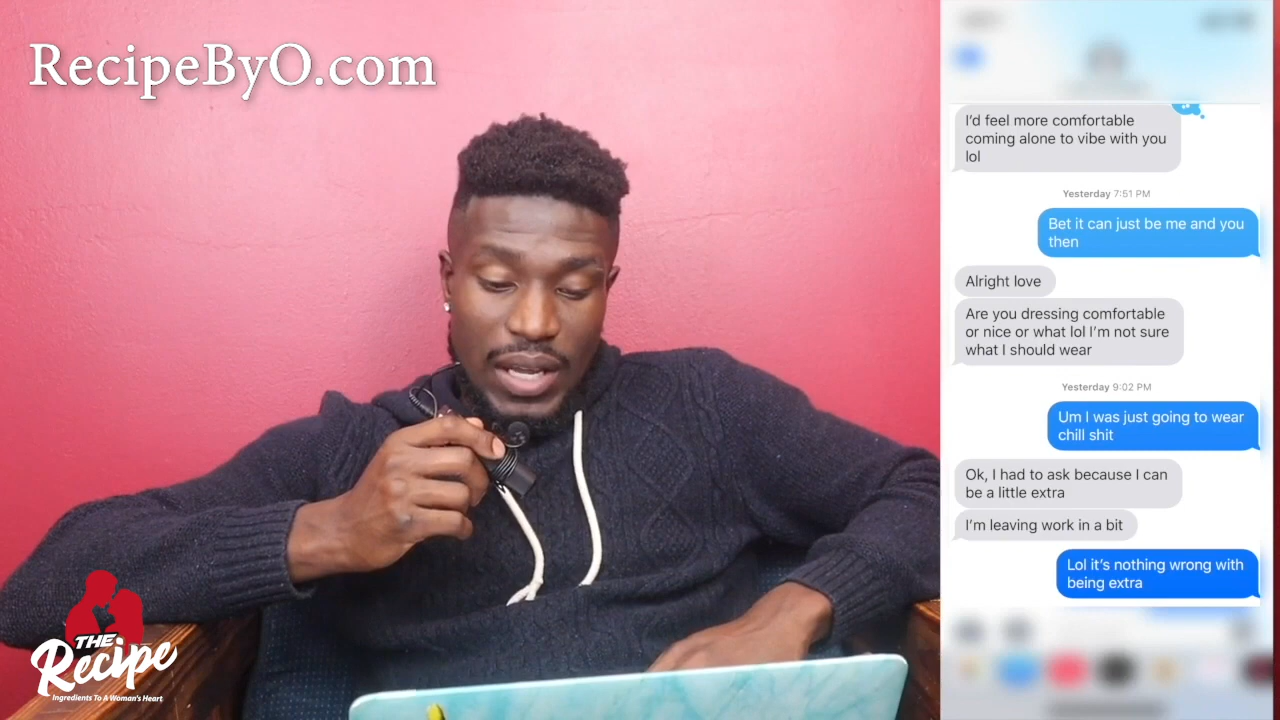 RecipeByO.com
THE
Recipe
Ingredients To A Woman's Heart
I'd feel more comfortable
coming alone to vibe with you
lol
Yesterday 7:51 PM
Bet it can just be me and you
then
Alright love
Are you dressing comfortable
or nice or what lol I'm not sure
what I should wear
Yesterday 9:02 PM
Um I was just going to wear
chill shit
Ok, I had to ask because I can
be a little extra
I'm leaving work in a bit
Lol it's nothing wrong with
being extra